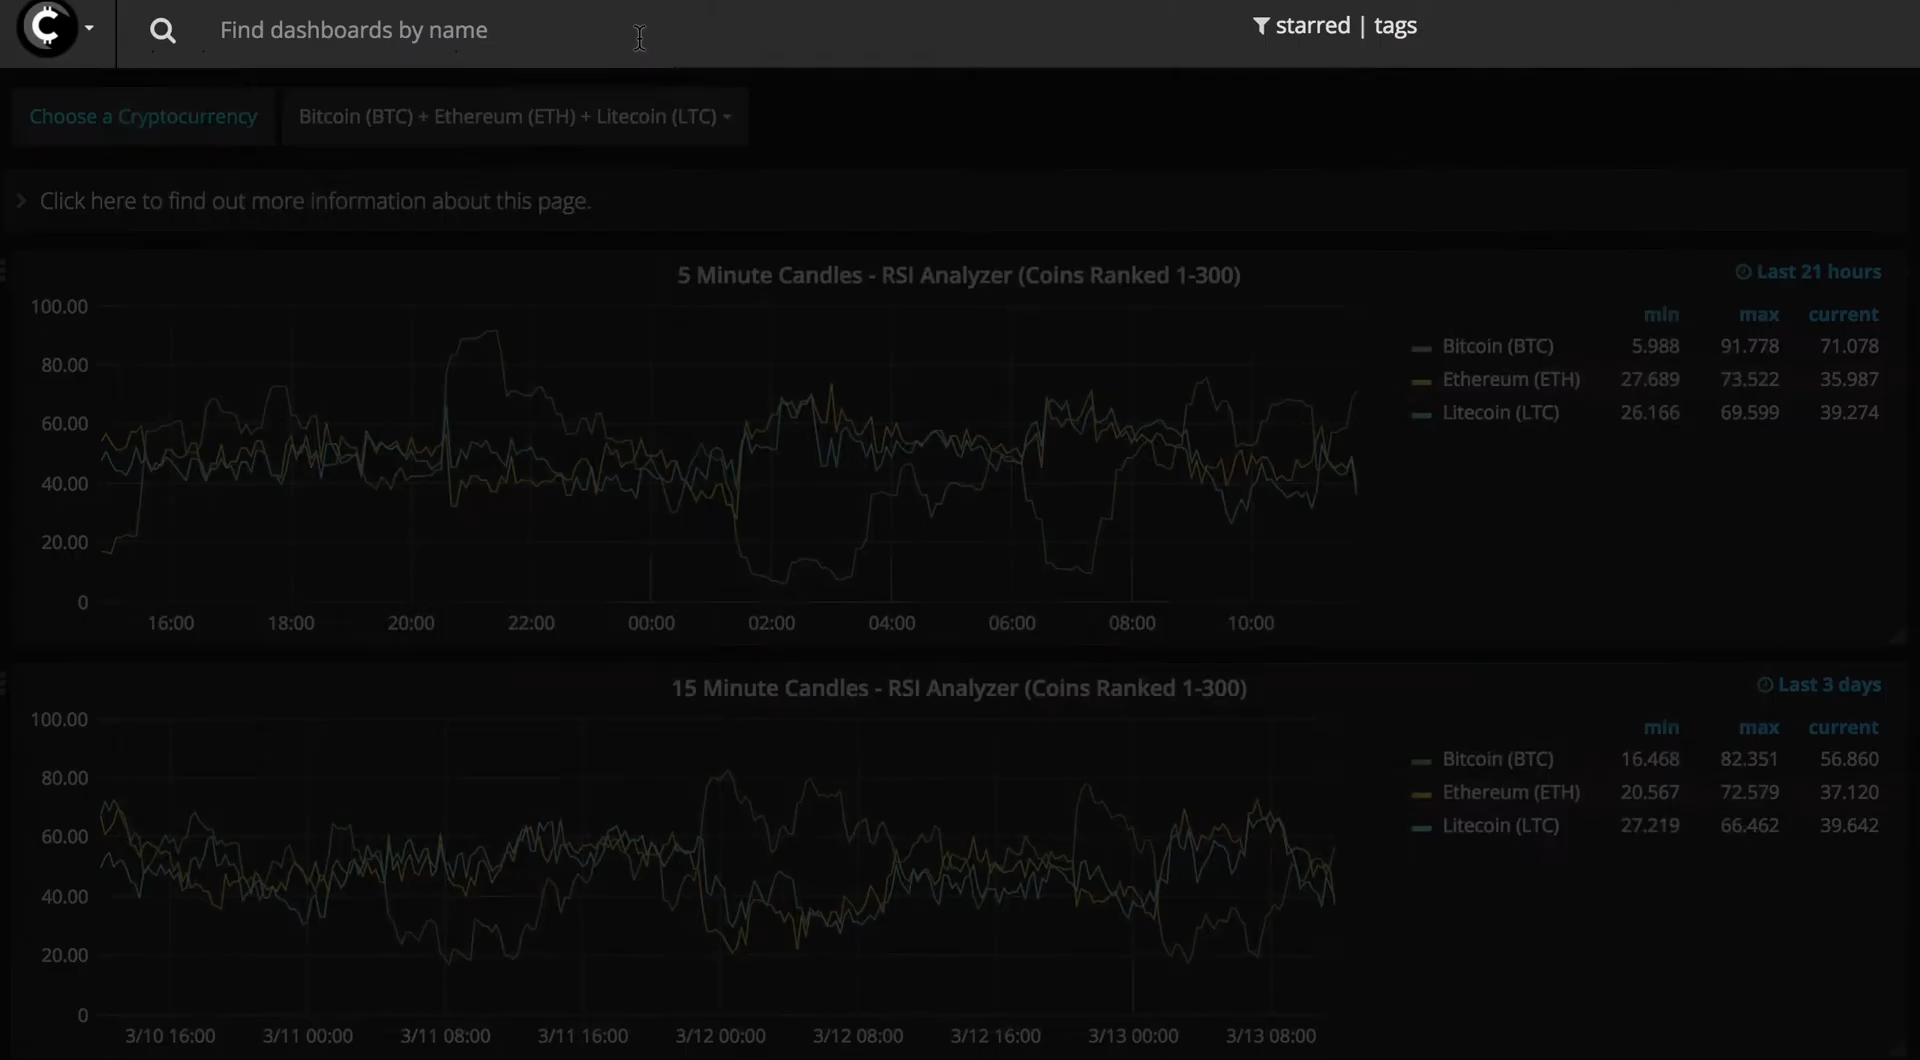 Find dashboards by name
starred | tags
Choose a Cryptocurrency
Bitcoin (BTC) + Ethereum (ETH) + Litecoin (LTC)
Click here to find out more information about this page.
5 Minute Candles - RSI Analyzer (Coins Ranked 1-300)
Last 21 hours
min max current
Bitcoin (BTC) 5.988 91.778 71.078
Ethereum (ETH) 27.689 73.522 35.987
Litecoin (LTC) 26.166 69.599 39.274
100.00
80.00
60.00
40.00
20.00
0
16:00 18:00 20:00 22:00 00:00 02:00 04:00 06:00 08:00 10:00
15 Minute Candles - RSI Analyzer (Coins Ranked 1-300)
Last 3 days
min max current
Bitcoin (BTC) 16.468 82.351 56.860
Ethereum (ETH) 20.567 72.579 37.120
Litecoin (LTC) 27.219 66.462 39.642
100.00
80.00
60.00
40.00
20.00
0
3/10 16:00 3/11 00:00 3/11 08:00 3/11 16:00 3/12 00:00 3/12 08:00 3/12 16:00 3/13 00:00 3/13 08:00